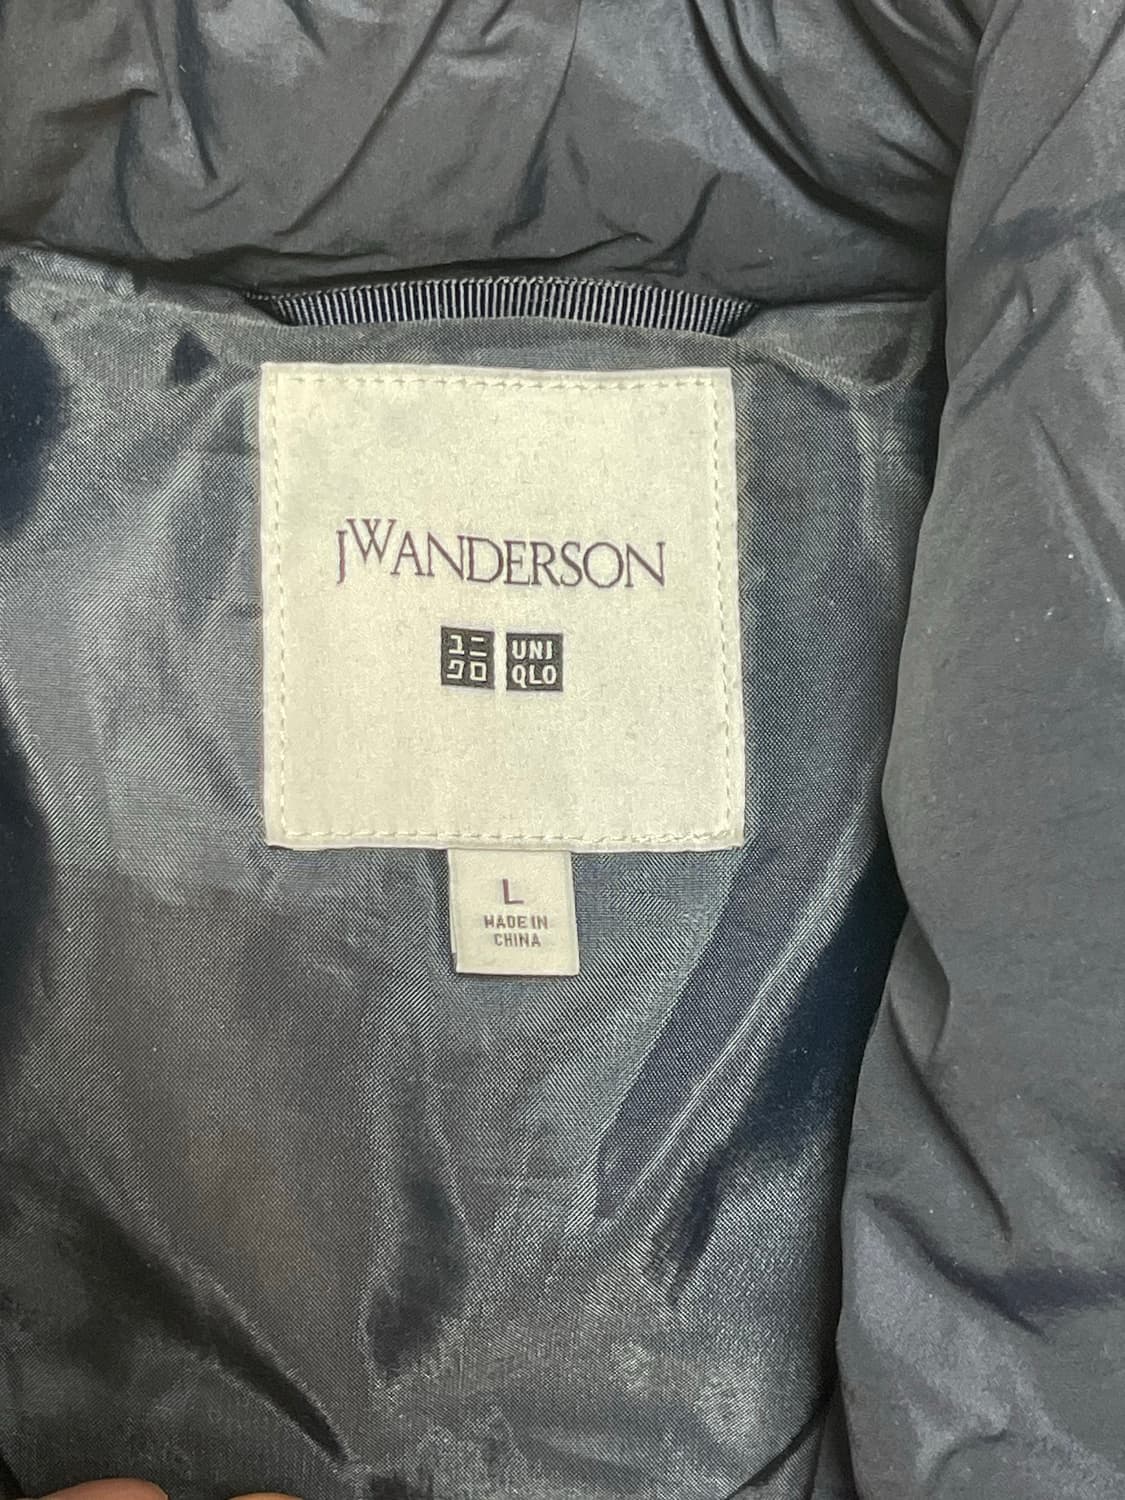 JWANDERSON
ユニ UNI
クロ QLO
L
MADE IN
CHINA